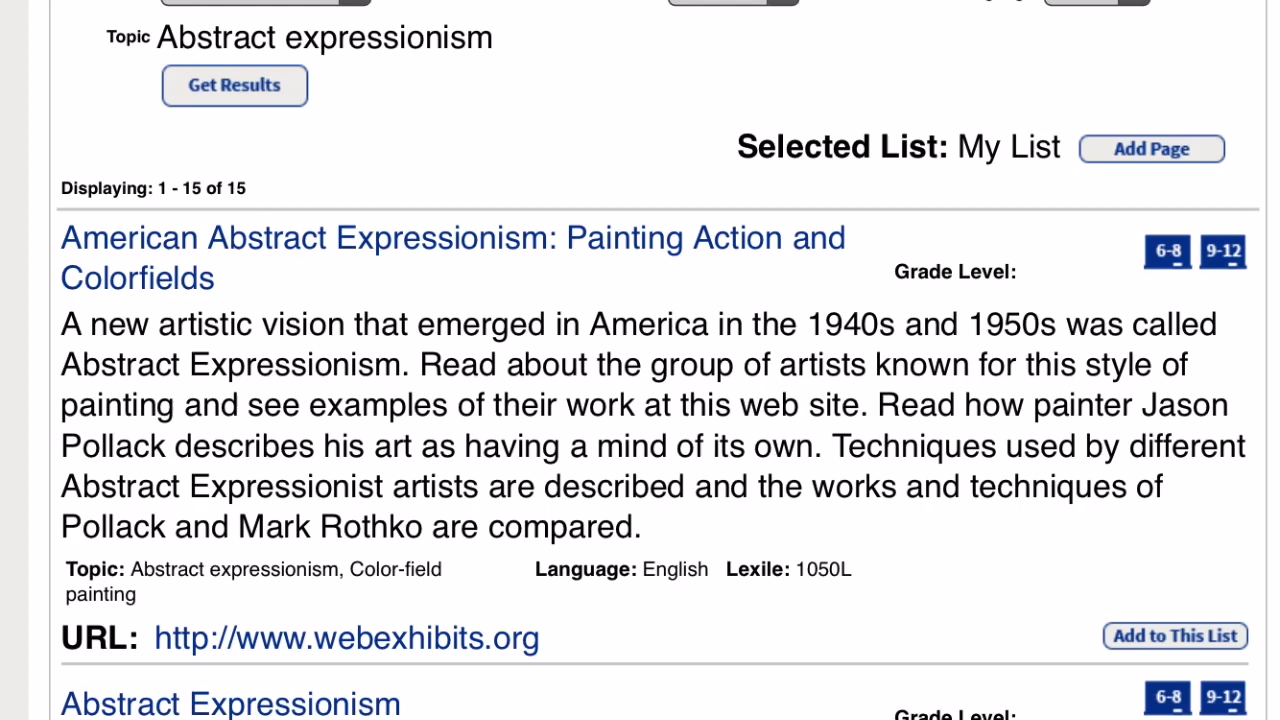 Topic Abstract expressionism
Get Results
Selected List: My List Add Page
Displaying: 1 - 15 of 15
American Abstract Expressionism: Painting Action and
Colorfields
Grade Level:
6-8 9-12
A new artistic vision that emerged in America in the 1940s and 1950s was called
Abstract Expressionism. Read about the group of artists known for this style of
painting and see examples of their work at this web site. Read how painter Jason
Pollack describes his art as having a mind of its own. Techniques used by different
Abstract Expressionist artists are described and the works and techniques of
Pollack and Mark Rothko are compared.
Topic: Abstract expressionism, Color-field Language: English Lexile: 1050L
painting
URL: http://www.webexhibits.org Add to This List
Abstract Expressionism 6-8 9-12
Grade Level: